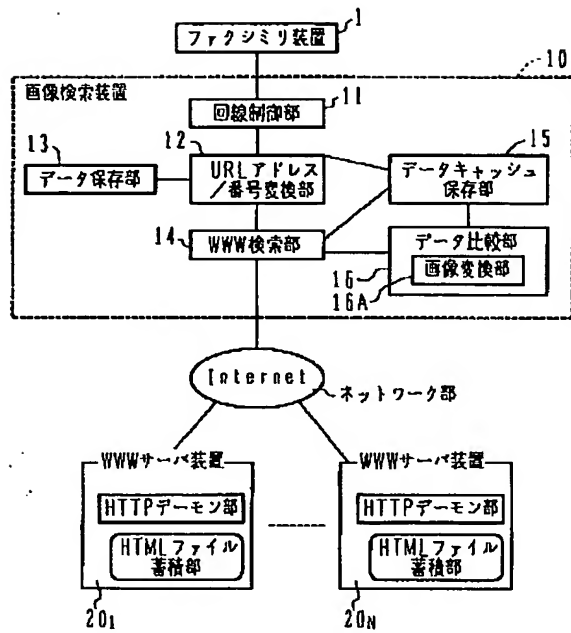 1
ファクシミリ装置
10
画像検索装置
11
回線制御部
13
12
15
データ保存部
URLアドレス
/番号変換部
データキャッシュ
保存部
14
WWW検索部
データ比較部
16
画像変換部
16A
Internet
ネットワーク部
WWWサーバ装置
WWWサーバ装置
HTTPデーモン部
HTTPデーモン部
HTMLファイル
蓄積部
HTMLファイル
蓄積部
20₁
20N